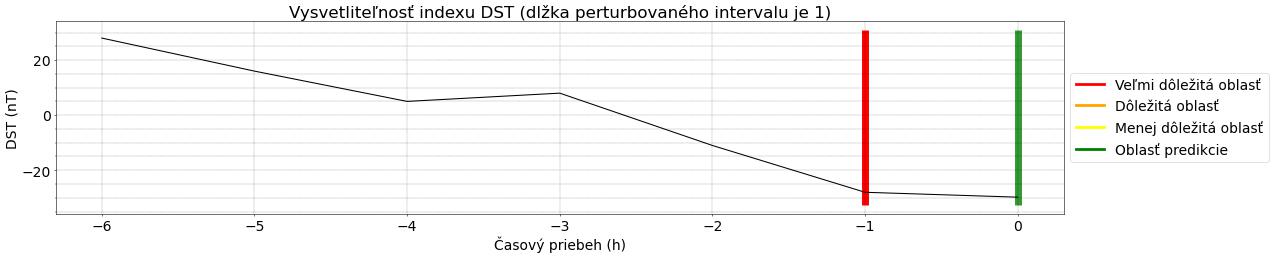 Vysvetliteľnosť indexu DST (dĺžka perturbovaného intervalu je 1)
DST (nT)
20
0
−20
−6 −5 −4 −3 −2 −1 0
Časový priebeh (h)
Veľmi dôležitá oblasť
Dôležitá oblasť
Menej dôležitá oblasť
Oblasť predikcie